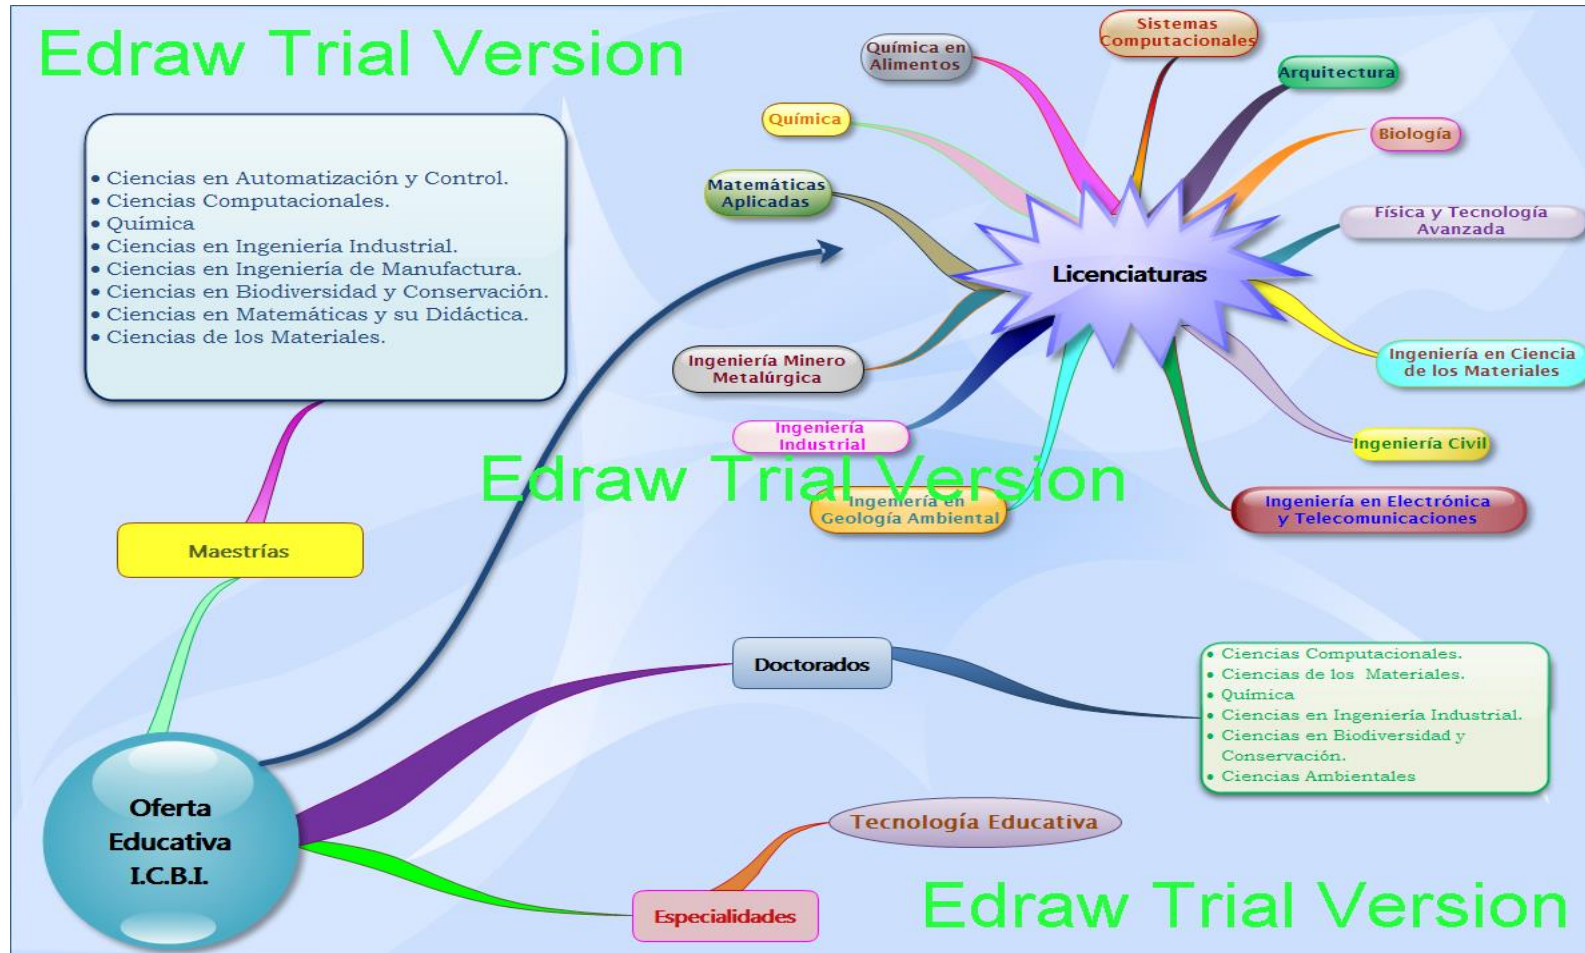 Edraw Trial Version
• Ciencias en Automatización y Control.
• Ciencias Computacionales.
• Química
• Ciencias en Ingeniería Industrial.
• Ciencias en Ingeniería de Manufactura.
• Ciencias en Biodiversidad y Conservación.
• Ciencias en Matemáticas y su Didáctica.
• Ciencias de los Materiales.
Maestrías
Sistemas
Computacionales
Química en
Alimentos
Arquitectura
Química
Biología
Matemáticas
Aplicadas
Física y Tecnología
Avanzada
Licenciaturas
Ingeniería Minero
Metalúrgica
Ingeniería en Ciencia
de los Materiales
Ingeniería
Industrial
Ingeniería Civil
Edraw Trial Version
Ingeniería en
Geología Ambiental
Ingeniería en Electrónica
y Telecomunicaciones
Doctorados
• Ciencias Computacionales.
• Ciencias de los Materiales.
• Química
• Ciencias en Ingeniería Industrial.
• Ciencias en Biodiversidad y
Conservación.
• Ciencias Ambientales
Oferta
Educativa
I.C.B.I.
Tecnología Educativa
Especialidades
Edraw Trial Version